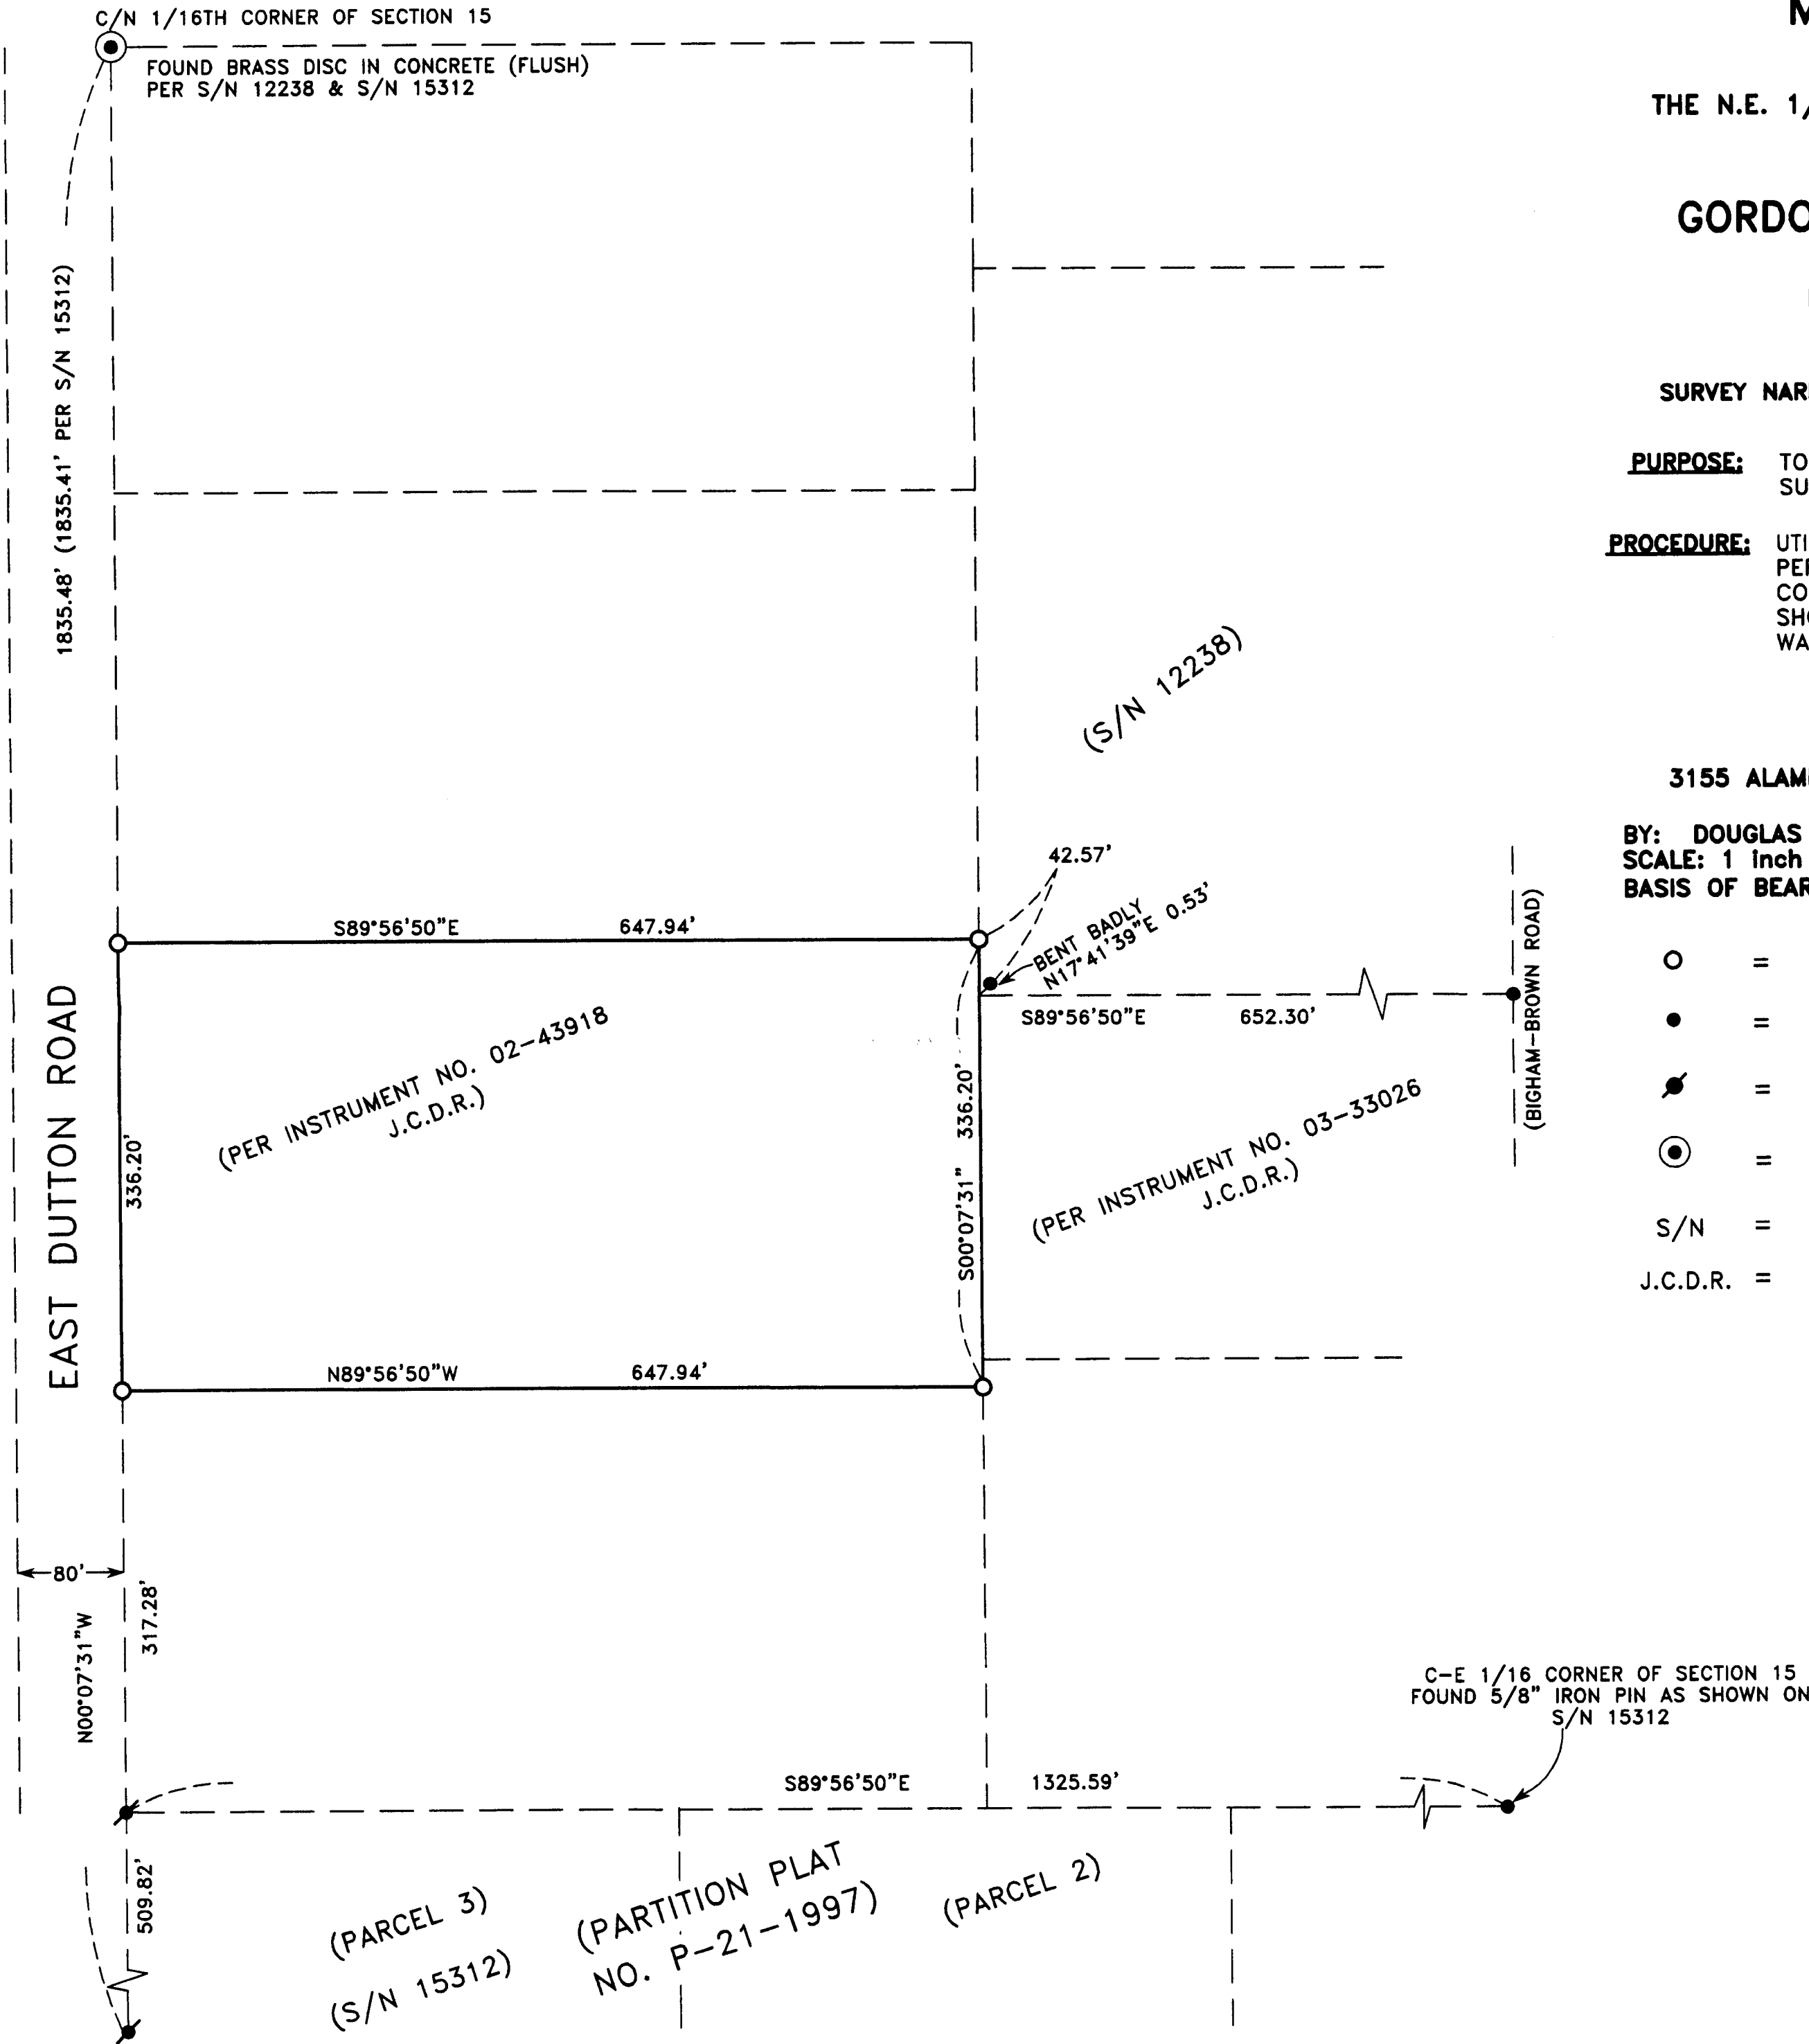 C/N 1/16TH CORNER OF SECTION 15
FOUND BRASS DISC IN CONCRETE (FLUSH)
PER S/N 12238 & S/N 15312
1835.48' (1835.41' PER S/N 15312)
(S/N 12238)
42.57'
BENT BADLY
N17°41'39"E 0.53'
S89°56'50"E 647.94'
S89°56'50"E 652.30'
(BIGHAM-BROWN ROAD)
EAST DUTTON ROAD
336.20'
(PER INSTRUMENT NO. 02-43918
J.C.D.R.)
S00°07'31" 336.20'
(PER INSTRUMENT NO. 03-33026
J.C.D.R.)
N89°56'50"W 647.94'
80'
N00°07'31"W
317.28'
C-E 1/16 CORNER OF SECTION 15
FOUND 5/8" IRON PIN AS SHOWN ON
S/N 15312
S89°56'50"E 1325.59'
509.82'
(PARCEL 3)
(S/N 15312)
(PARTITION PLAT
NO. P-21-1997)
(PARCEL 2)
M
THE N.E. 1/
GORDO
SURVEY NAR
PURPOSE: TO
SU
PROCEDURE: UTI
PER
CO
SHO
WA
3155 ALAM
BY: DOUGLAS
SCALE: 1 inch
BASIS OF BEAR
=
=
=
=
S/N =
J.C.D.R. =